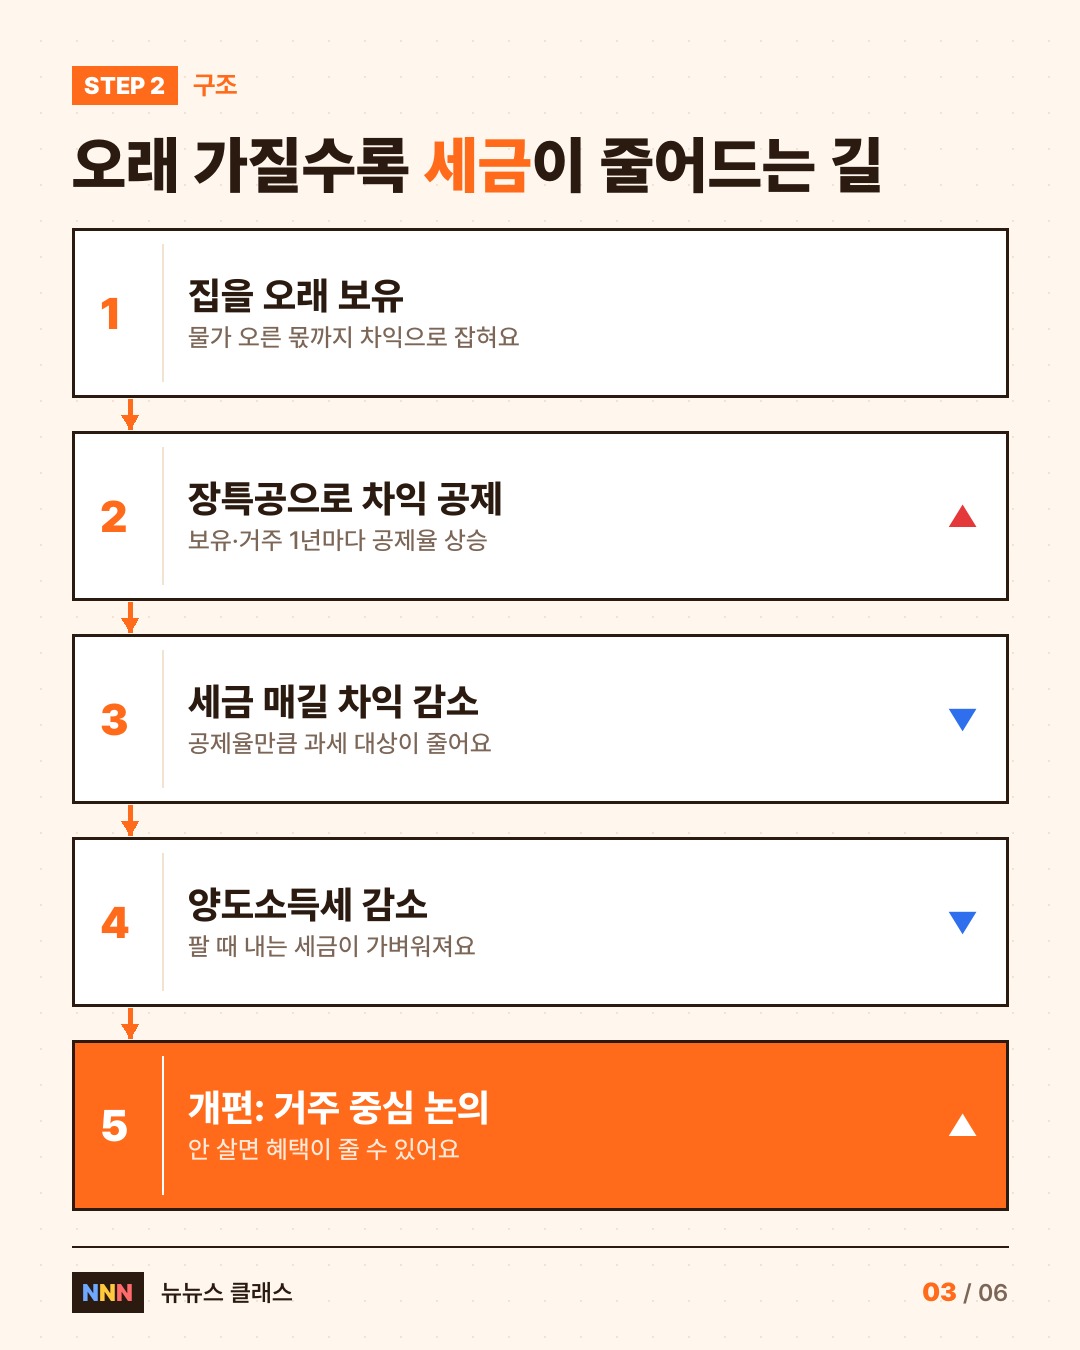 STEP 2 구조
오래 가질수록 세금이 줄어드는 길
1
집을 오래 보유
물가 오른 몫까지 차익으로 잡혀요
2
장특공으로 차익 공제
보유·거주 1년마다 공제율 상승
▲
3
세금 매길 차익 감소
공제율만큼 과세 대상이 줄어요
▼
4
양도소득세 감소
팔 때 내는 세금이 가벼워져요
▼
5
개편: 거주 중심 논의
안 살면 혜택이 줄 수 있어요
▲
NNN 뉴뉴스 클래스
03 / 06